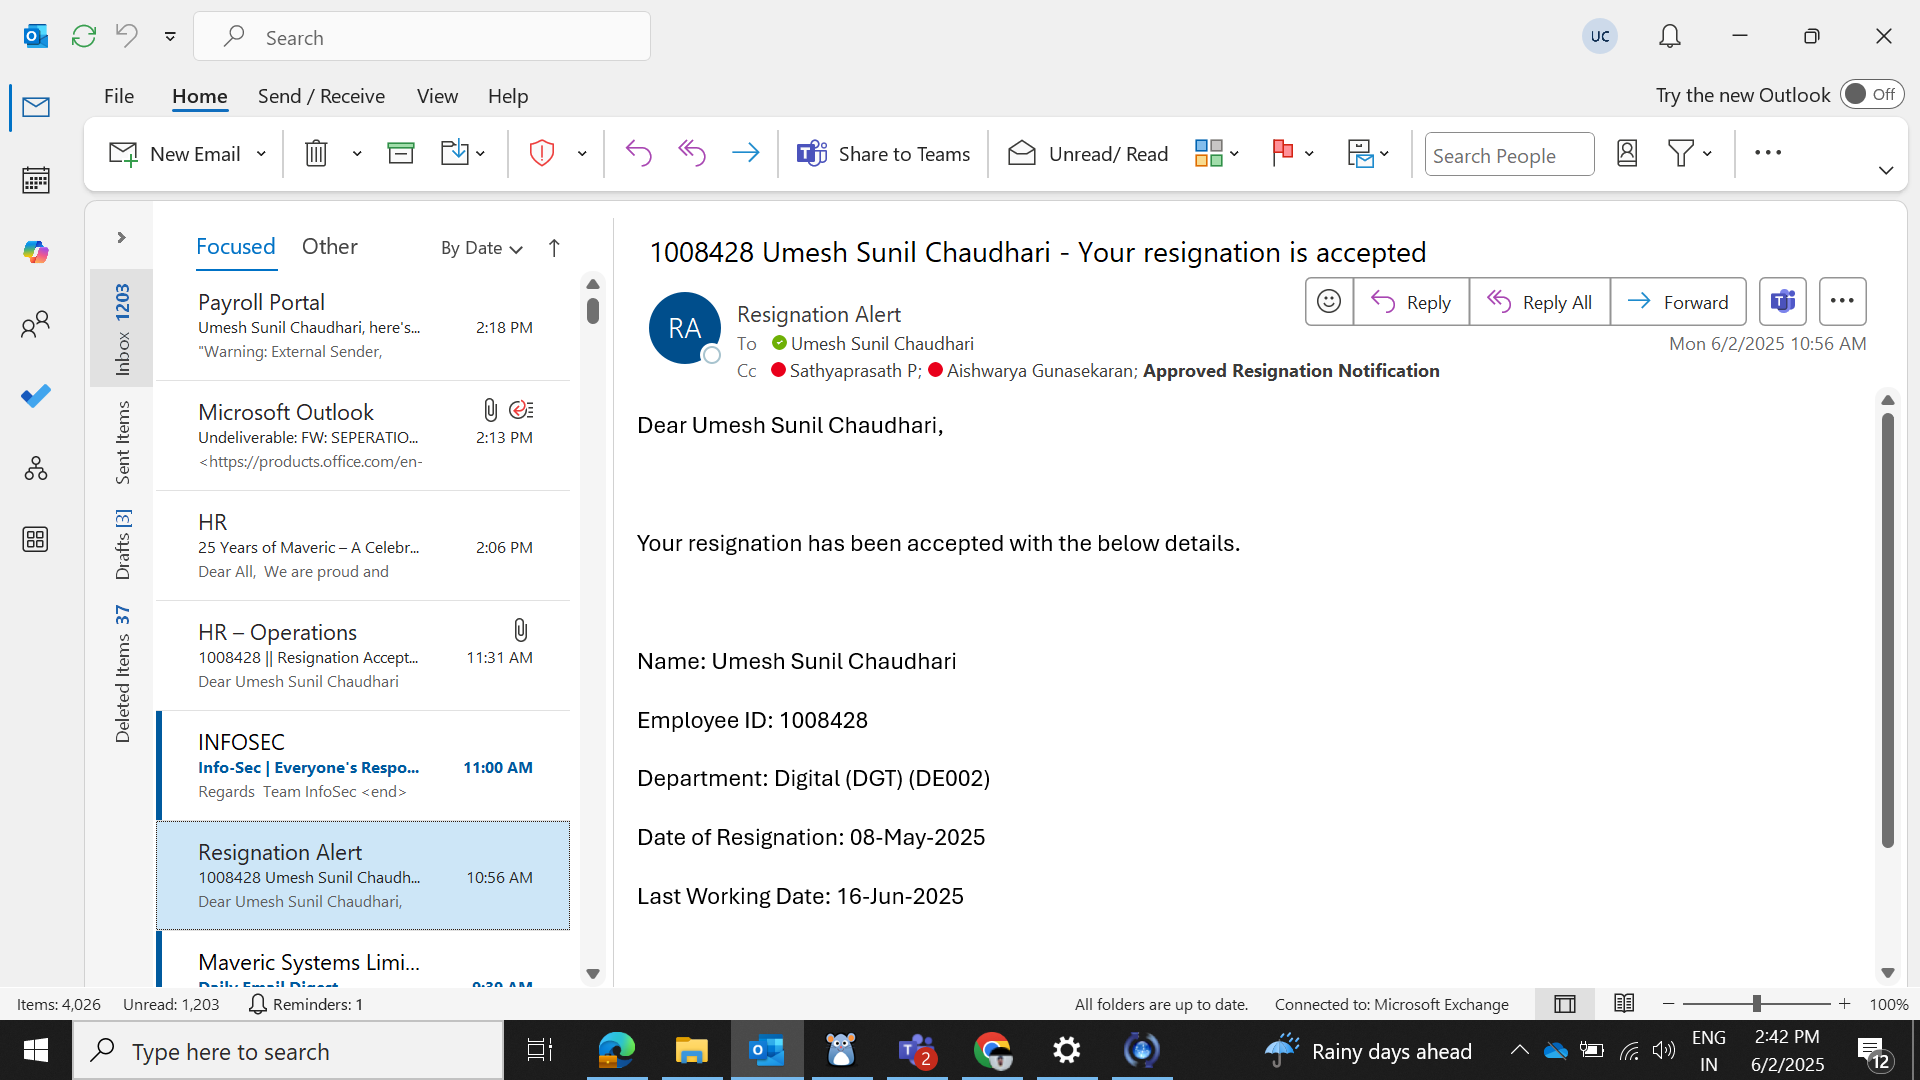 Search
UC
File
Home
Send / Receive
View
Help
Try the new Outlook
Off
New Email
Share to Teams
Unread/ Read
Search People
Inbox 1203
Sent Items
Drafts [3]
Deleted Items 37
Focused
Other
By Date
Payroll Portal
Umesh Sunil Chaudhari, here's...
2:18 PM
"Warning: External Sender,
Microsoft Outlook
Undeliverable: FW: SEPERATIO...
2:13 PM
<https://products.office.com/en-
HR
25 Years of Maveric – A Celebr...
2:06 PM
Dear All, We are proud and
HR – Operations
1008428 || Resignation Accept...
11:31 AM
Dear Umesh Sunil Chaudhari
INFOSEC
Info-Sec | Everyone's Respo...
11:00 AM
Regards Team InfoSec <end>
Resignation Alert
1008428 Umesh Sunil Chaudh...
10:56 AM
Dear Umesh Sunil Chaudhari,
Maveric Systems Limi...
Daily Email Digest
9:39 AM
1008428 Umesh Sunil Chaudhari - Your resignation is accepted
RA
Resignation Alert
To Umesh Sunil Chaudhari
Cc Sathyaprasath P; Aishwarya Gunasekaran; Approved Resignation Notification
Reply
Reply All
Forward
Mon 6/2/2025 10:56 AM
Dear Umesh Sunil Chaudhari,
Your resignation has been accepted with the below details.
Name: Umesh Sunil Chaudhari
Employee ID: 1008428
Department: Digital (DGT) (DE002)
Date of Resignation: 08-May-2025
Last Working Date: 16-Jun-2025
Items: 4,026
Unread: 1,203
Reminders: 1
All folders are up to date.
Connected to: Microsoft Exchange
100%
Type here to search
2
Rainy days ahead
ENG
IN
2:42 PM
6/2/2025
12